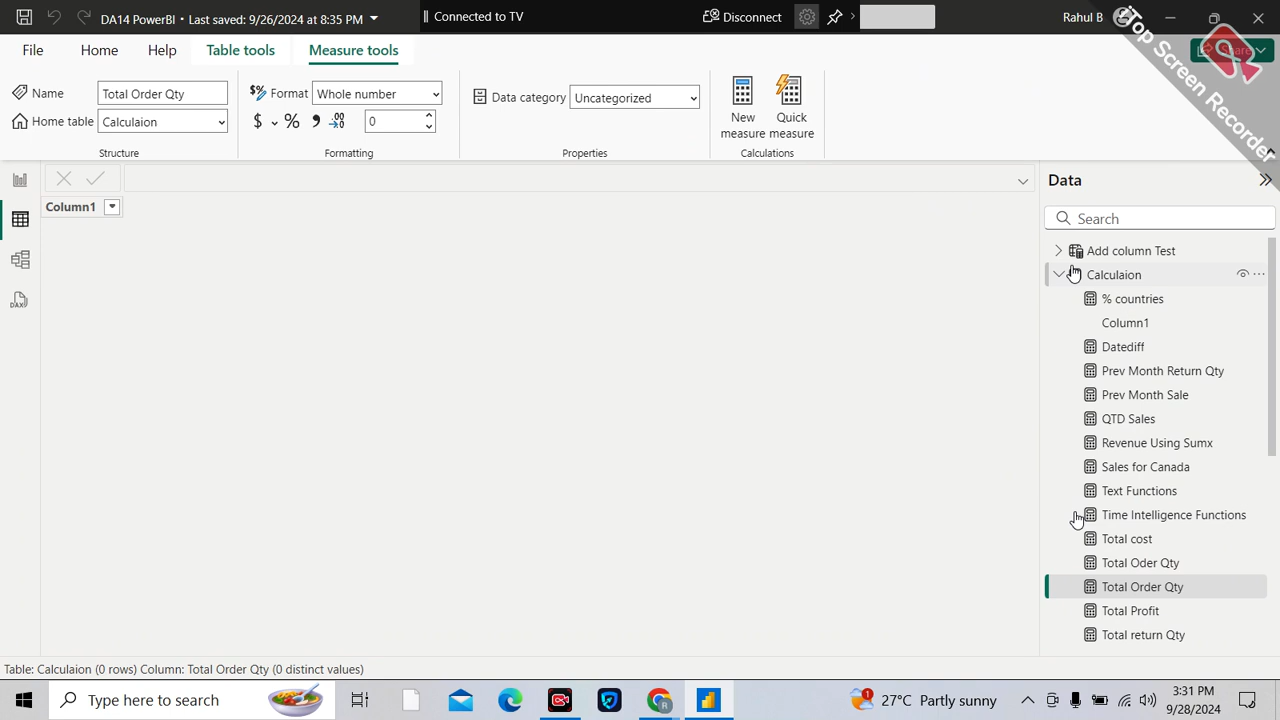 DA14 PowerBI • Last saved: 9/26/2024 at 8:35 PM
Connected to TV
Disconnect
Rahul B
iTop Screen Recorder
File
Home
Help
Table tools
Measure tools
Share
Name
Total Order Qty
Home table
Calculaion
Structure
Format
Whole number
$
%
,
.00
0
Formatting
Data category
Uncategorized
Properties
New measure
Quick measure
Calculations
Column1
Data
Search
Add column Test
Calculaion
% countries
Column1
Datediff
Prev Month Return Qty
Prev Month Sale
QTD Sales
Revenue Using Sumx
Sales for Canada
Text Functions
Time Intelligence Functions
Total cost
Total Oder Qty
Total Order Qty
Total Profit
Total return Qty
DAX
Table: Calculaion (0 rows) Column: Total Order Qty (0 distinct values)
Type here to search
R
1
27°C Partly sunny
3:31 PM
9/28/2024